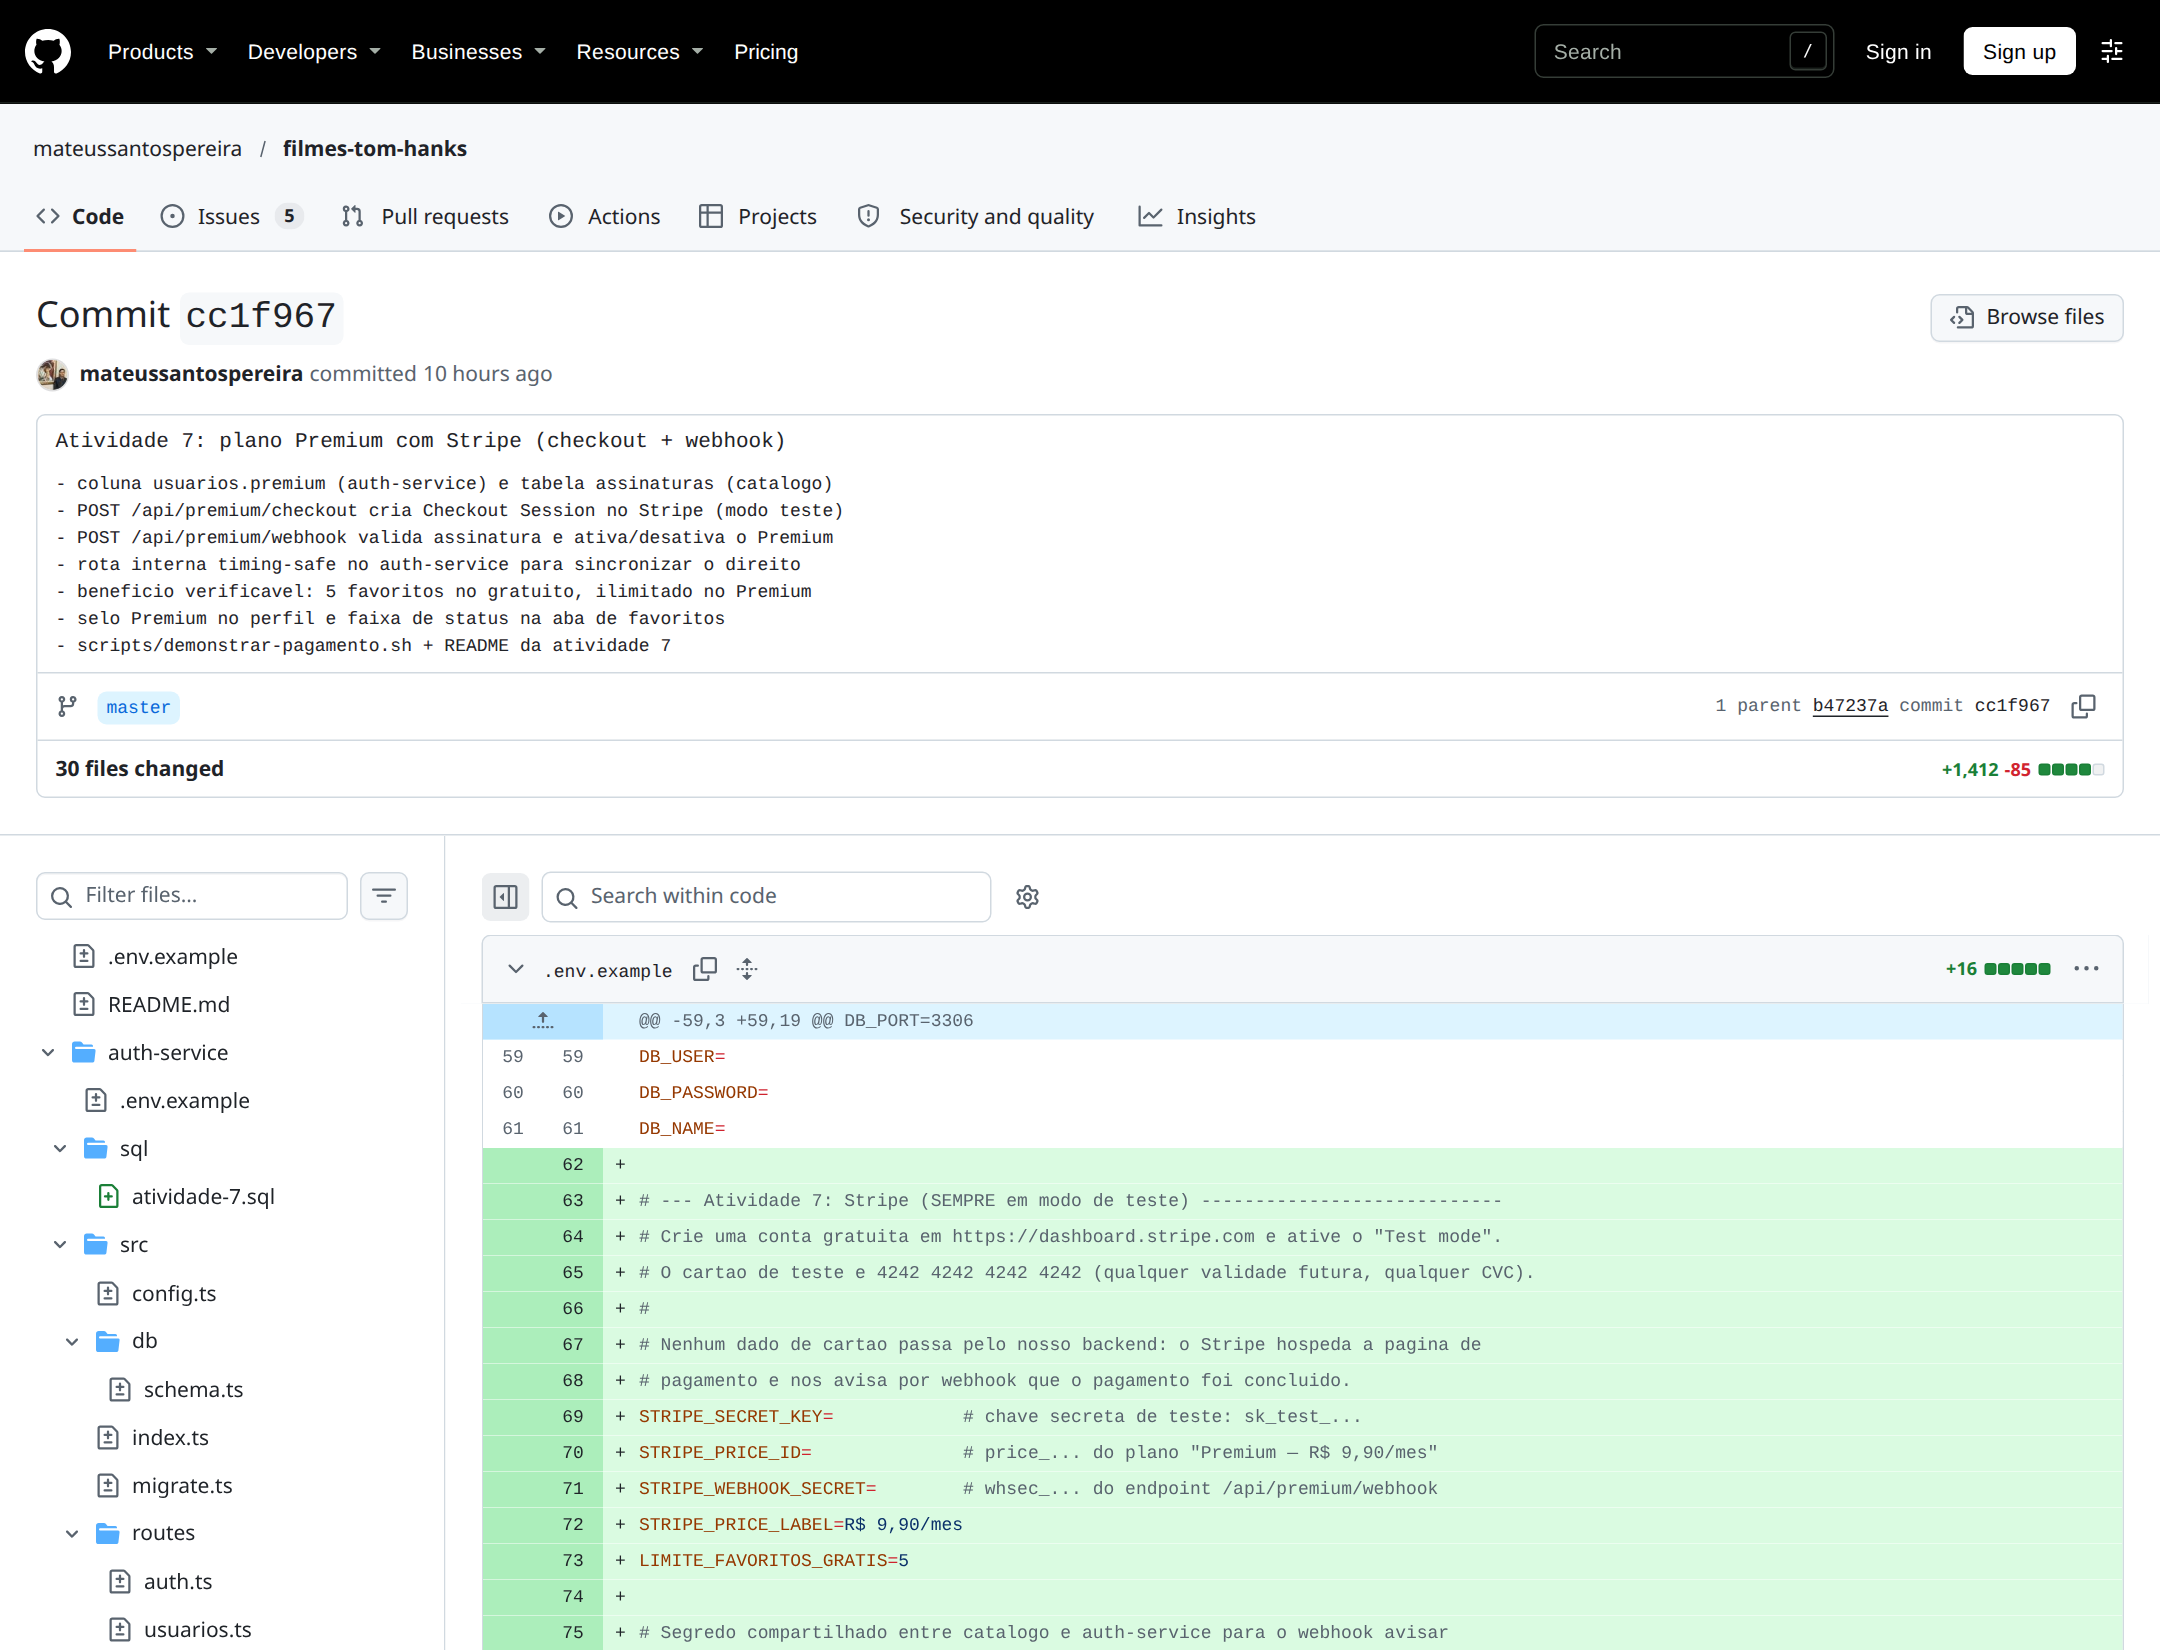 Products Developers Businesses Resources Pricing Search / Sign in Sign up
mateussantospereira / filmes-tom-hanks
Code Issues 5 Pull requests Actions Projects Security and quality Insights
Commit cc1f967 Browse files
mateussantospereira committed 10 hours ago
Atividade 7: plano Premium com Stripe (checkout + webhook)
- coluna usuarios.premium (auth-service) e tabela assinaturas (catalogo)
- POST /api/premium/checkout cria Checkout Session no Stripe (modo teste)
- POST /api/premium/webhook valida assinatura e ativa/desativa o Premium
- rota interna timing-safe no auth-service para sincronizar o direito
- beneficio verificavel: 5 favoritos no gratuito, ilimitado no Premium
- selo Premium no perfil e faixa de status na aba de favoritos
- scripts/demonstrar-pagamento.sh + README da atividade 7
master 1 parent b47237a commit cc1f967
30 files changed +1,412 -85
Filter files...
.env.example
README.md
auth-service
.env.example
sql
atividade-7.sql
src
config.ts
db
schema.ts
index.ts
migrate.ts
routes
auth.ts
usuarios.ts
Search within code
.env.example +16
@@ -59,3 +59,19 @@ DB_PORT=3306
59 59 DB_USER=
60 60 DB_PASSWORD=
61 61 DB_NAME=
62 +
63 + # --- Atividade 7: Stripe (SEMPRE em modo de teste) ----------------------------
64 + # Crie uma conta gratuita em https://dashboard.stripe.com e ative o "Test mode".
65 + # O cartao de teste e 4242 4242 4242 4242 (qualquer validade futura, qualquer CVC).
66 + #
67 + # Nenhum dado de cartao passa pelo nosso backend: o Stripe hospeda a pagina de
68 + # pagamento e nos avisa por webhook que o pagamento foi concluido.
69 + STRIPE_SECRET_KEY= # chave secreta de teste: sk_test_...
70 + STRIPE_PRICE_ID= # price_... do plano "Premium — R$ 9,90/mes"
71 + STRIPE_WEBHOOK_SECRET= # whsec_... do endpoint /api/premium/webhook
72 + STRIPE_PRICE_LABEL=R$ 9,90/mes
73 + LIMITE_FAVORITOS_GRATIS=5
74 +
75 + # Segredo compartilhado entre catalogo e auth-service para o webhook avisar